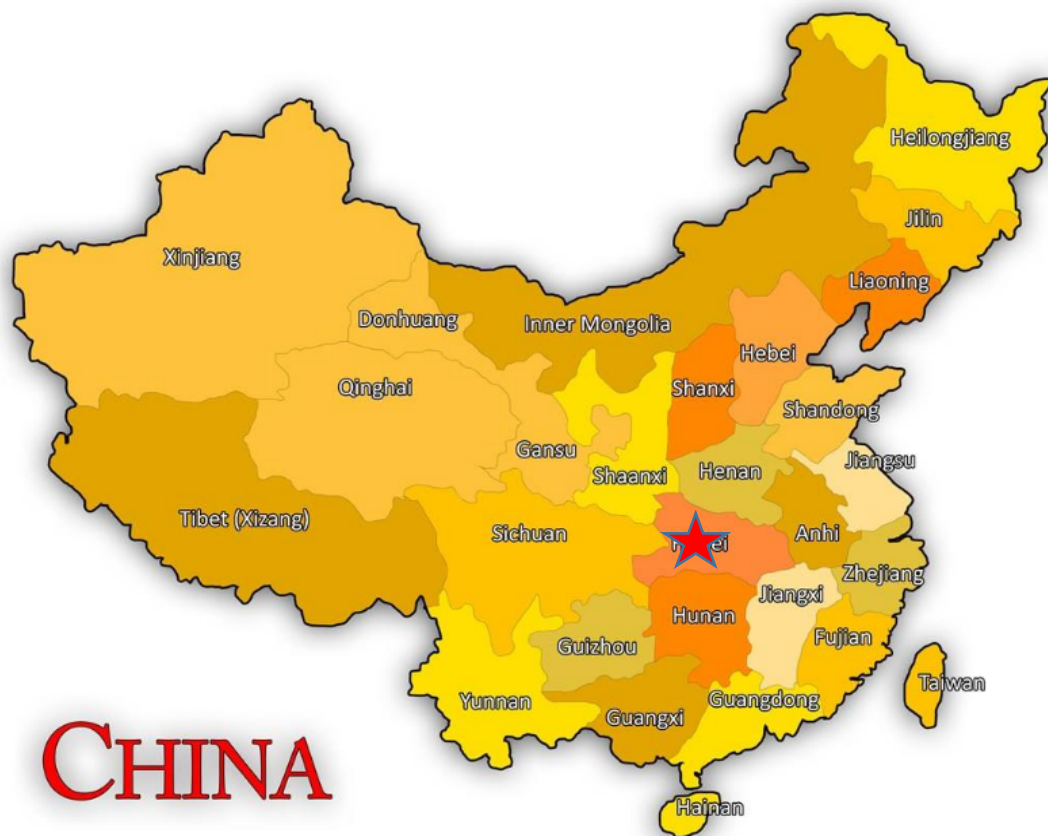 Heilongjiang
Jilin
Xinjiang
Liaoning
Donhuang
Inner Mongolia
Hebei
Qinghai
Shanxi
Shandong
Gansu
Jiangsu
Shaanxi
Henan
Tibet (Xizang)
Sichuan
Anhi
Zhejiang
Jiangxi
Hunan
Fujian
Guizhou
Taiwan
Yunnan
Guangdong
Guangxi
CHINA
Hainan